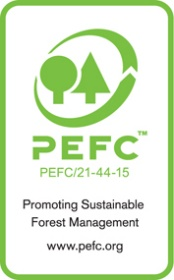 PEFC™
PEFC/21-44-15
Promoting Sustainable
Forest Management
www.pefc.org